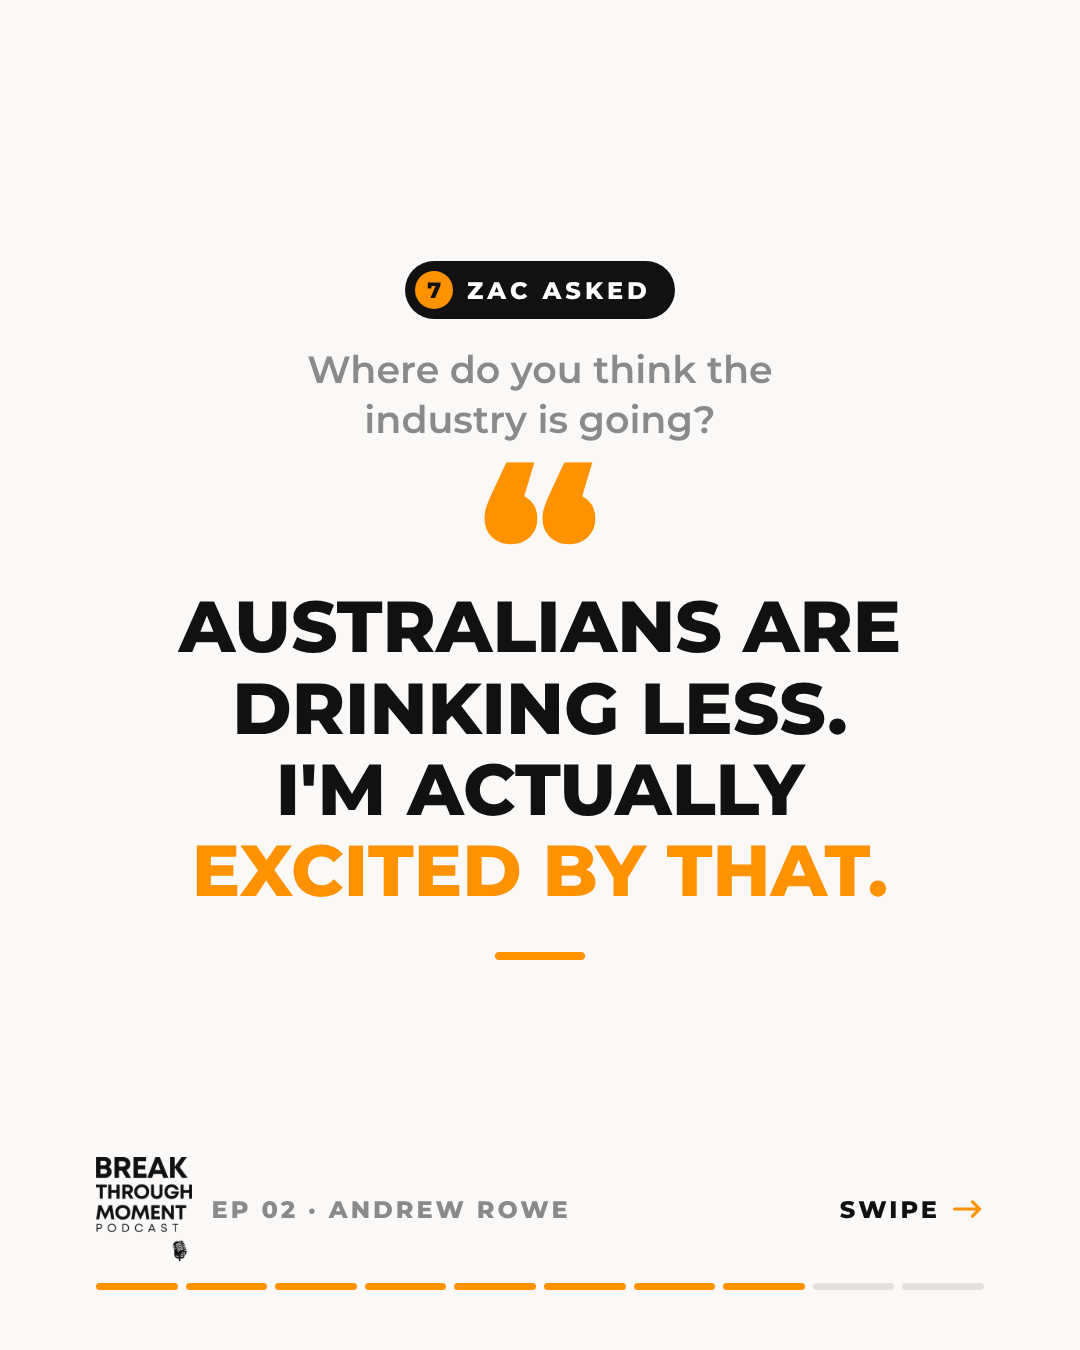 7 ZAC ASKED
Where do you think the
industry is going?
“
AUSTRALIANS ARE
DRINKING LESS.
I'M ACTUALLY
EXCITED BY THAT.
BREAK
THROUGH
MOMENT
PODCAST
EP 02 · ANDREW ROWE
SWIPE →